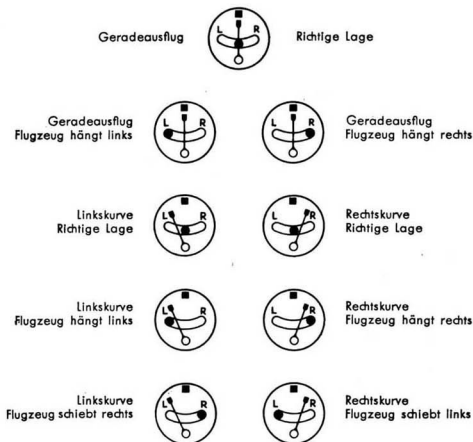 Geradeausflug L R Richtige Lage
Geradeausflug L R L R Geradeausflug
Flugzeug hängt links Flugzeug hängt rechts
Linkskurve L R L R Rechtskurve
Richtige Lage Richtige Lage
Linkskurve L R L R Rechtskurve
Flugzeug hängt links Flugzeug hängt rechts
Linkskurve L R L R Rechtskurve
Flugzeug schiebt rechts Flugzeug schiebt links